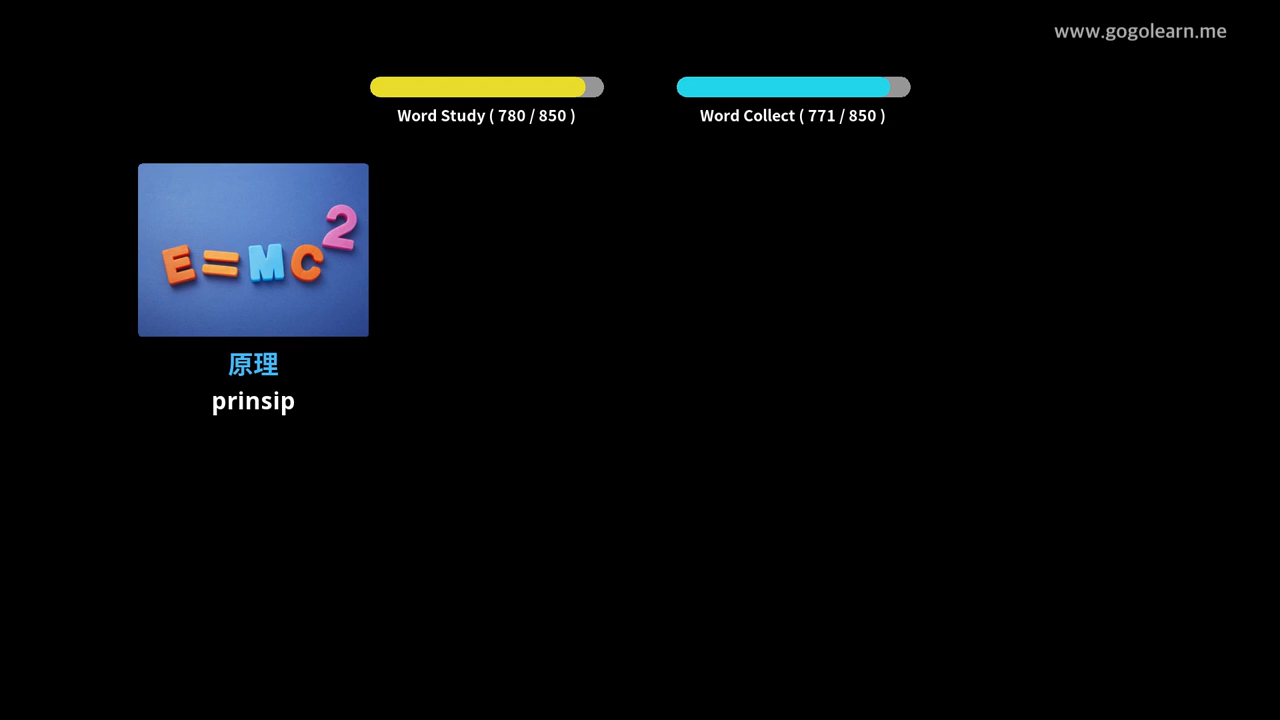 www.gogolearn.me
Word Study ( 780 / 850 )
Word Collect ( 771 / 850 )
E=MC2
原理
prinsip